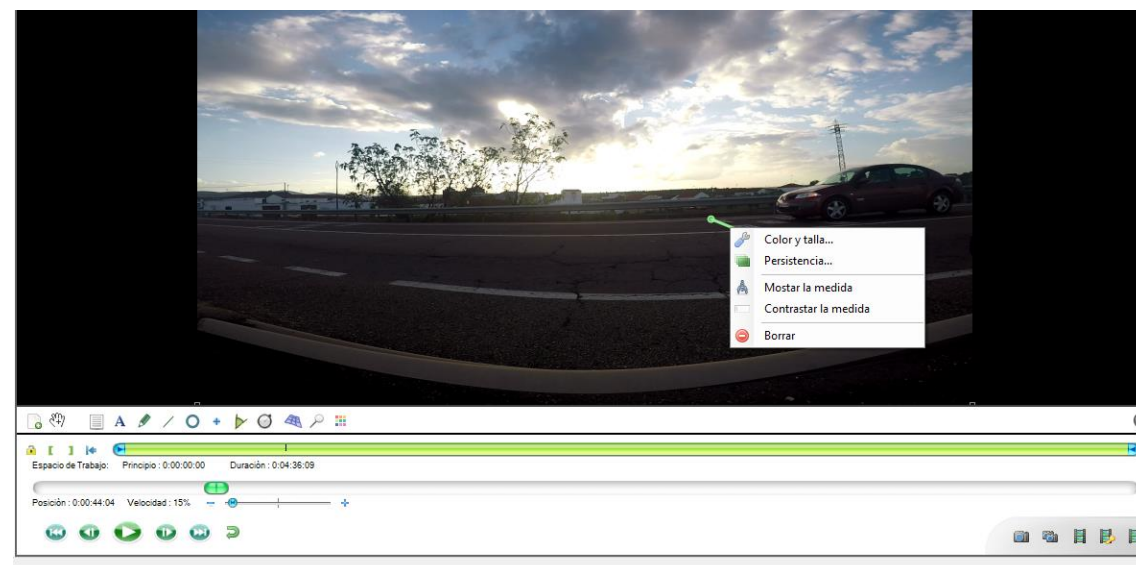 Color y talla...
Persistencia...
Mostar la medida
Contrastar la medida
Borrar
Espacio de Trabajo: Principio : 0:00:00:00 Duración : 0:04:36:09
Posición : 0:00:44:04 Velocidad : 15%